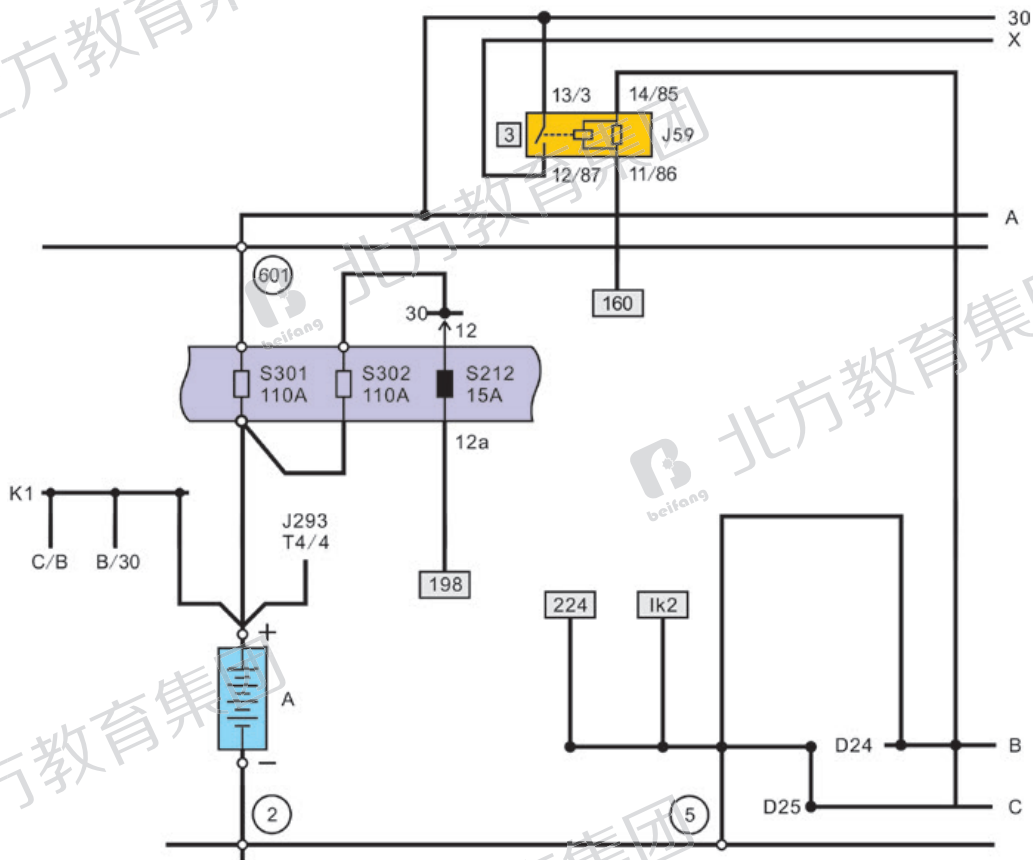 30
X
13/3
14/85
3
J59
12/87
11/86
A
601
160
30
12
S301
110A
S302
110A
S212
15A
12a
K1
C/B
B/30
J293
T4/4
198
224
Ik2
+
A
−
D24
B
2
D25
5
C
北方教育集团
北方教育集团
beifang
北方教育集
beifang
方教育集团
集团